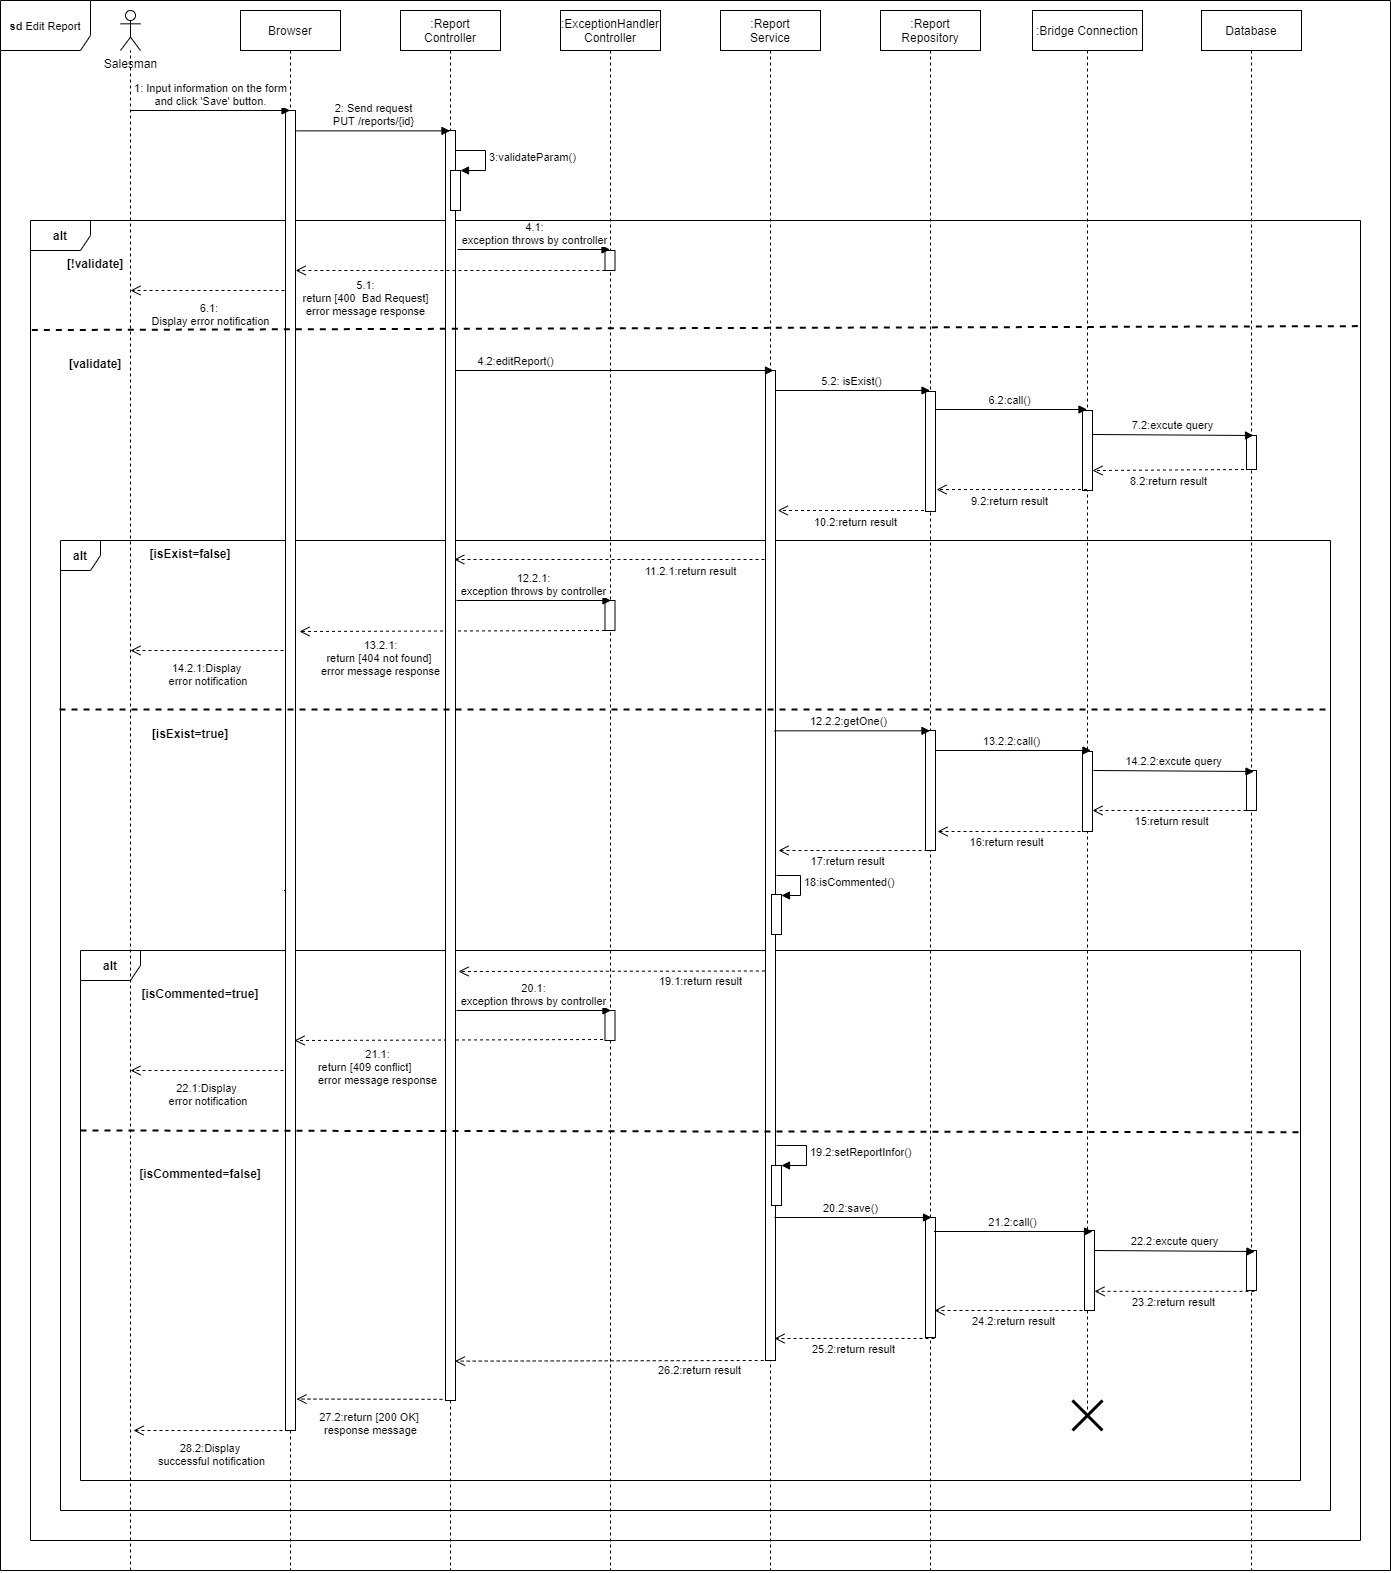 sd Edit Report
Salesman
Browser
:Report
Controller
:ExceptionHandler
Controller
:Report
Service
:Report
Repository
:Bridge Connection
Database
1: Input information on the form
and click 'Save' button.
2: Send request
PUT /reports/{id}
3:validateParam()
alt
[!validate]
4.1:
exception throws by controller
5.1:
return [400  Bad Request]
error message response
6.1:
Display error notification
[validate]
4.2:editReport()
5.2: isExist()
6.2:call()
7.2:excute query
8.2:return result
9.2:return result
10.2:return result
alt
[isExist=false]
11.2.1:return result
12.2.1:
exception throws by controller
13.2.1:
return [404 not found]
error message response
14.2.1:Display
error notification
[isExist=true]
12.2.2:getOne()
13.2.2:call()
14.2.2:excute query
15:return result
16:return result
17:return result
18:isCommented()
alt
[isCommented=true]
19.1:return result
20.1:
exception throws by controller
21.1:
return [409 conflict]
error message response
22.1:Display
error notification
[isCommented=false]
19.2:setReportInfor()
20.2:save()
21.2:call()
22.2:excute query
23.2:return result
24.2:return result
25.2:return result
26.2:return result
27.2:return [200 OK]
response message
28.2:Display
successful notification